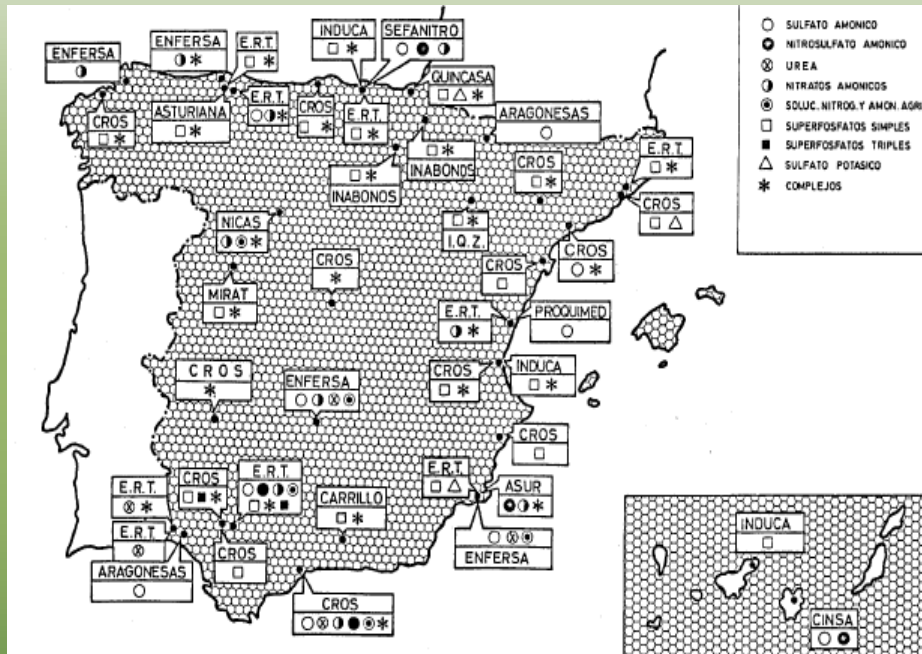 ENFERSA
ENFERSA
E.R.T.
INDUCA
SEFANITRO
CROS
ASTURIANA
E.R.T.
CROS
E.R.T.
QUINCASA
ARAGONESAS
INABONOS
INABONOS
CROS
E.R.T.
CROS
NICAS
I.Q.Z.
CROS
CROS
CROS
MIRAT
E.R.T.
PROQUIMED
CROS
INDUCA
CROS
ENFERSA
CROS
CROS
E.R.T.
E.R.T.
ASUR
E.R.T.
CARRILLO
E.R.T.
ENFERSA
ARAGONESAS
CROS
CROS
SULFATO AMONICO
NITROSULFATO AMONICO
UREA
NITRATOS AMONICOS
SOLUC. NITROG. Y AMON. AGRI
SUPERFOSFATOS SIMPLES
SUPERFOSFATOS TRIPLES
SULFATO POTASICO
COMPLEJOS
INDUCA
CINSA